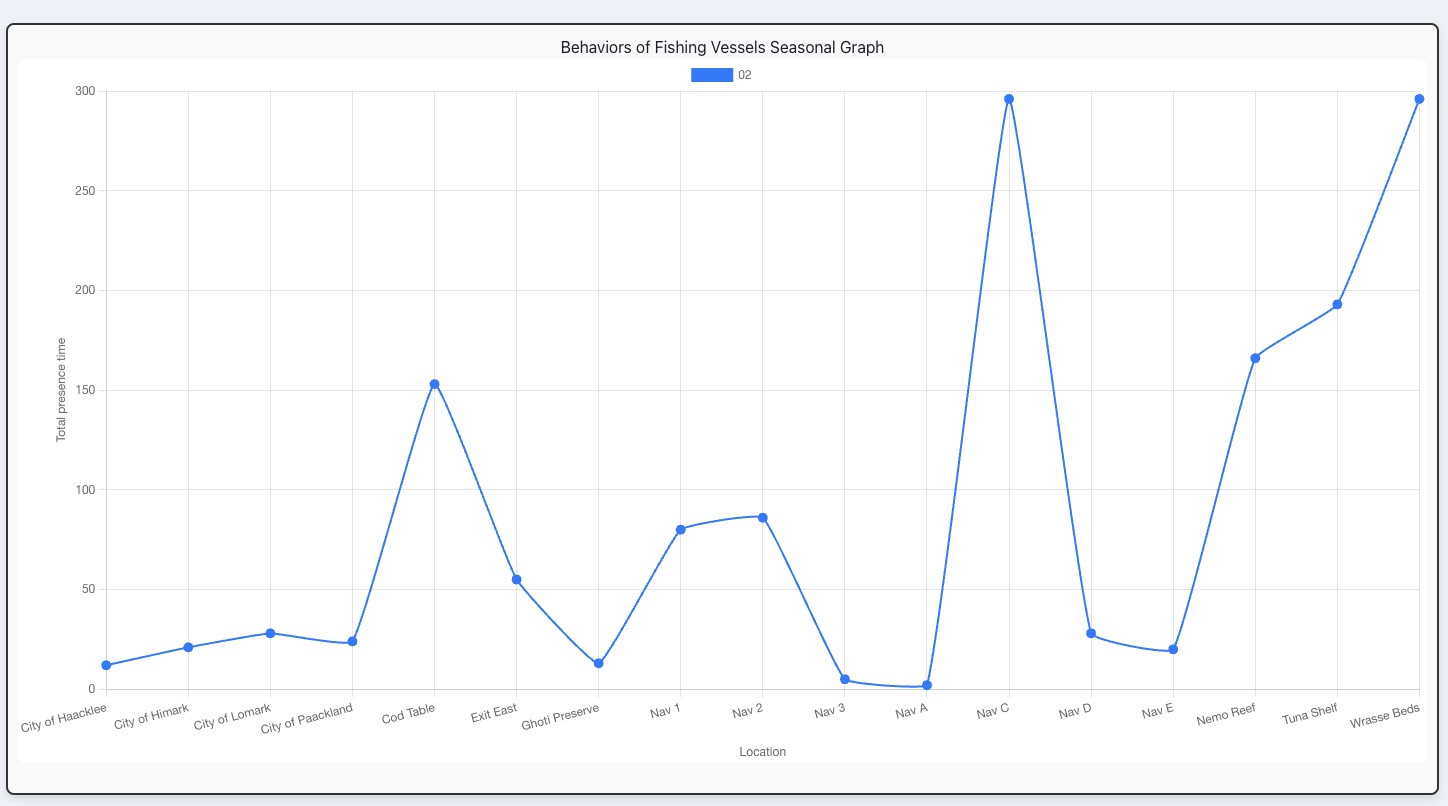 Behaviors of Fishing Vessels Seasonal Graph
02
300
250
200
150
100
50
0
Total presence time
City of Haacklee
City of Himark
City of Lomark
City of Paackland
Cod Table
Exit East
Ghoti Preserve
Nav 1
Nav 2
Nav 3
Nav A
Nav C
Nav D
Nav E
Nemo Reef
Tuna Shelf
Wrasse Beds
Location